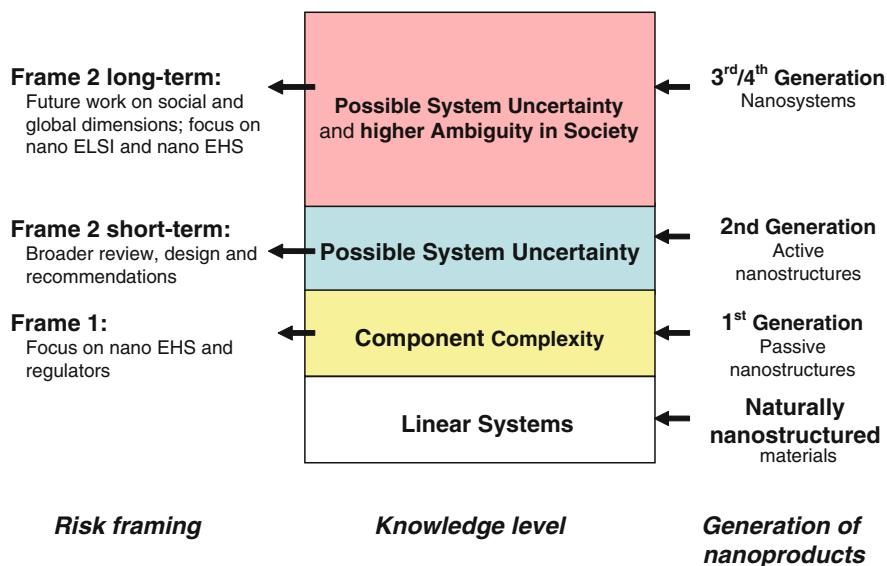 Frame 2 long-term:
Future work on social and
global dimensions; focus on
nano ELSI and nano EHS
Possible System Uncertainty
and higher Ambiguity in Society
3rd/4th Generation
Nanosystems
Frame 2 short-term:
Broader review, design and
recommendations
Possible System Uncertainty
2nd Generation
Active
nanostructures
Frame 1:
Focus on nano EHS and
regulators
Component Complexity
1st Generation
Passive
nanostructures
Linear Systems
Naturally
nanostructured
materials
Risk framing
Knowledge level
Generation of
nanoproducts